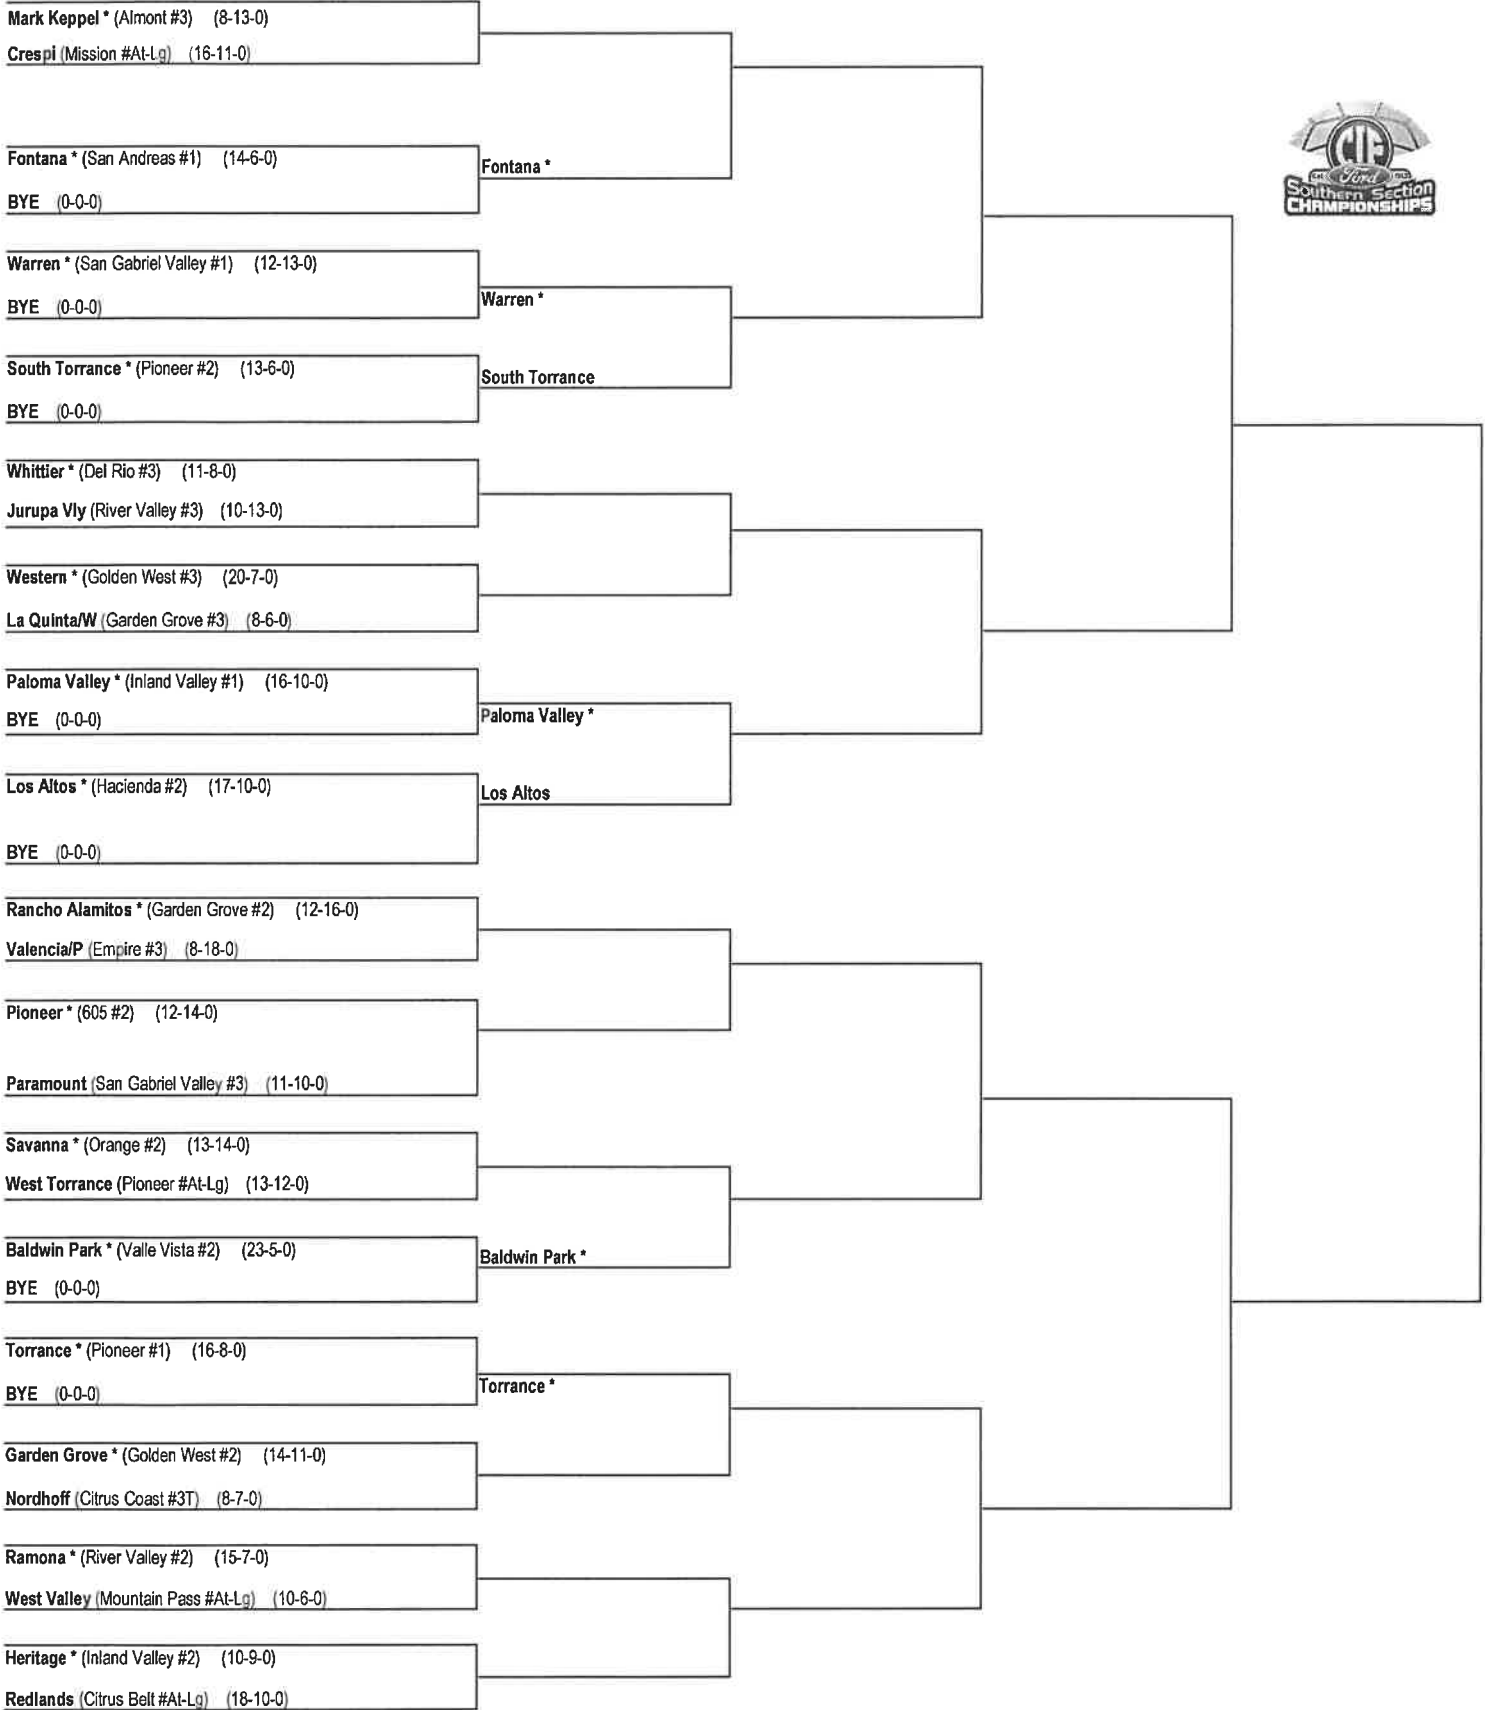 Mark Keppel * (Almont #3) (8-13-0)
Crespi (Mission #At-Lg) (16-11-0)
CIF
Ford
Southern Section
CHAMPIONSHIPS
Fontana * (San Andreas #1) (14-6-0)
Fontana *
BYE (0-0-0)
Warren * (San Gabriel Valley #1) (12-13-0)
Warren *
BYE (0-0-0)
South Torrance * (Pioneer #2) (13-6-0)
South Torrance
BYE (0-0-0)
Whittier * (Del Rio #3) (11-8-0)
Jurupa Vly (River Valley #3) (10-13-0)
Western * (Golden West #3) (20-7-0)
La Quinta/W (Garden Grove #3) (8-6-0)
Paloma Valley * (Inland Valley #1) (16-10-0)
Paloma Valley *
BYE (0-0-0)
Los Altos * (Hacienda #2) (17-10-0)
Los Altos
BYE (0-0-0)
Rancho Alamitos * (Garden Grove #2) (12-16-0)
Valencia/P (Empire #3) (8-18-0)
Pioneer * (605 #2) (12-14-0)
Paramount (San Gabriel Valley #3) (11-10-0)
Savanna * (Orange #2) (13-14-0)
West Torrance (Pioneer #At-Lg) (13-12-0)
Baldwin Park * (Valle Vista #2) (23-5-0)
Baldwin Park *
BYE (0-0-0)
Torrance * (Pioneer #1) (16-8-0)
Torrance *
BYE (0-0-0)
Garden Grove * (Golden West #2) (14-11-0)
Nordhoff (Citrus Coast #3T) (8-7-0)
Ramona * (River Valley #2) (15-7-0)
West Valley (Mountain Pass #At-Lg) (10-6-0)
Heritage * (Inland Valley #2) (10-9-0)
Redlands (Citrus Belt #At-Lg) (18-10-0)